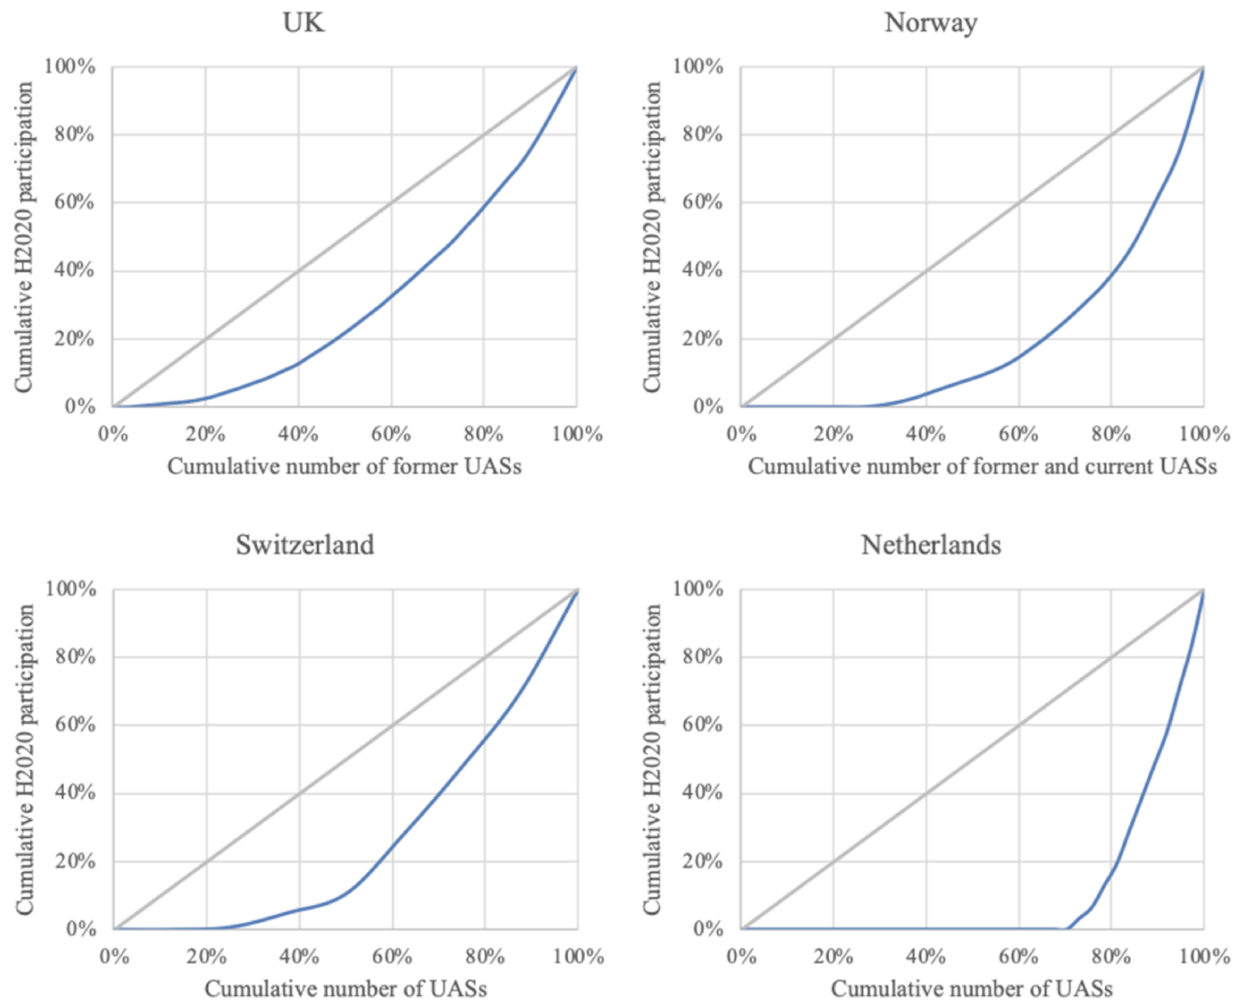 UK
100%
80%
60%
40%
20%
0%
Cumulative H2020 participation
0% 20% 40% 60% 80% 100%
Cumulative number of former UASs
Norway
100%
80%
60%
40%
20%
0%
Cumulative H2020 participation
0% 20% 40% 60% 80% 100%
Cumulative number of former and current UASs
Switzerland
100%
80%
60%
40%
20%
0%
Cumulative H2020 participation
0% 20% 40% 60% 80% 100%
Cumulative number of UASs
Netherlands
100%
80%
60%
40%
20%
0%
Cumulative H2020 participation
0% 20% 40% 60% 80% 100%
Cumulative number of UASs